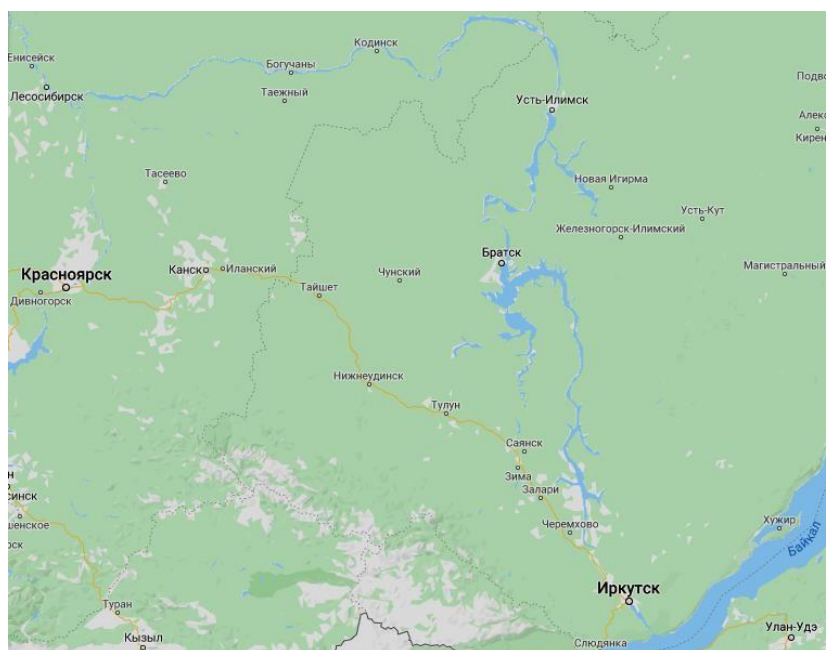 Кодинск
Енисейск
Богучаны
Подво
Лесосибирск
Таежный
Усть-Илимск
Алекс
Кирен
Тасеево
Новая Игирма
Усть-Кут
Железногорск-Илимский
Братск
Красноярск
Канск
Иланский
Чунский
Магистральный
Тайшет
Дивногорск
Нижнеудинск
Тулун
Саянск
Зима
Залари
Черемхово
Хужир
Байкал
Иркутск
Туран
Кызыл
Слюдянка
Улан-Удэ
синск
шенское